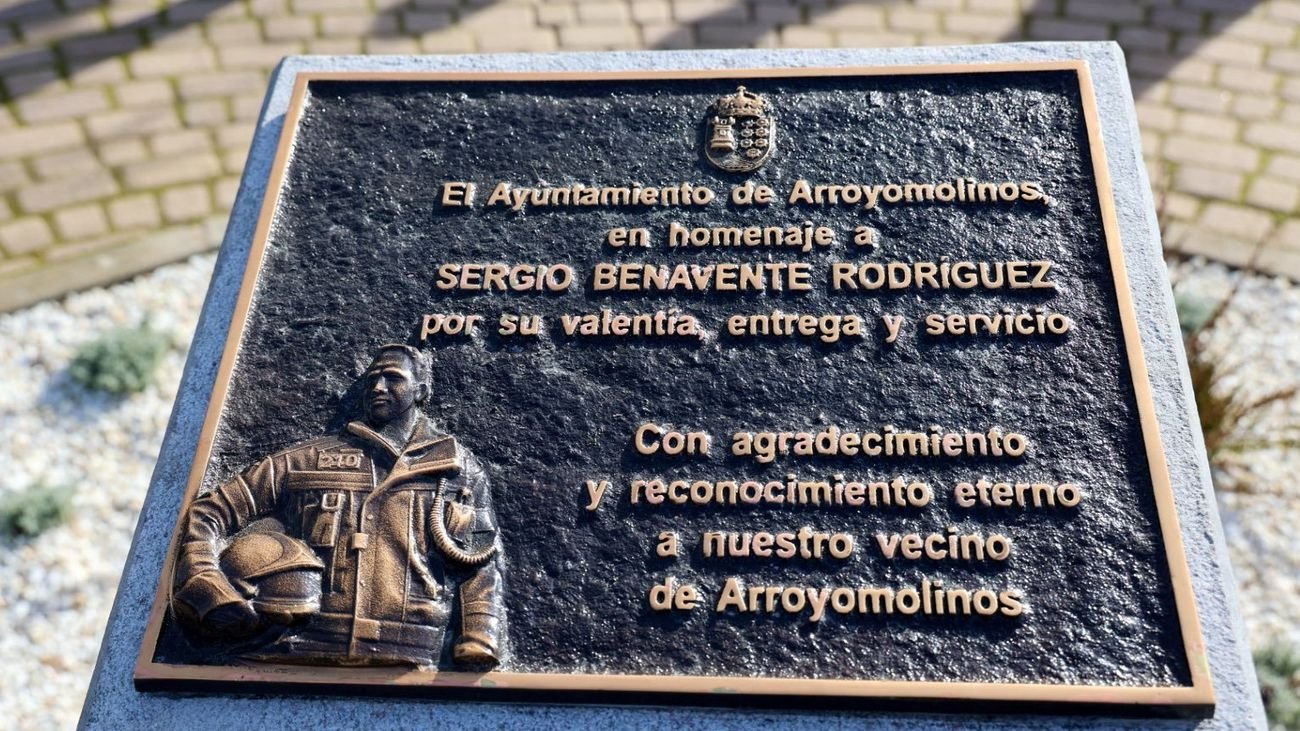 El Ayuntamiento de Arroyomolinos,
en homenaje a
SERGIO BENAVENTE RODRÍGUEZ
por su valentía, entrega y servicio
Con agradecimiento
y reconocimiento eterno
a nuestro vecino
de Arroyomolinos